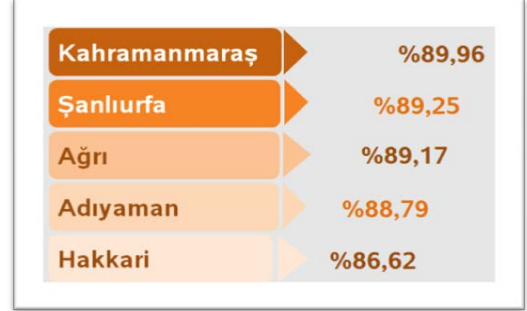 Kahramanmaraş %89,96
Şanlıurfa %89,25
Ağrı %89,17
Adıyaman %88,79
Hakkari %86,62